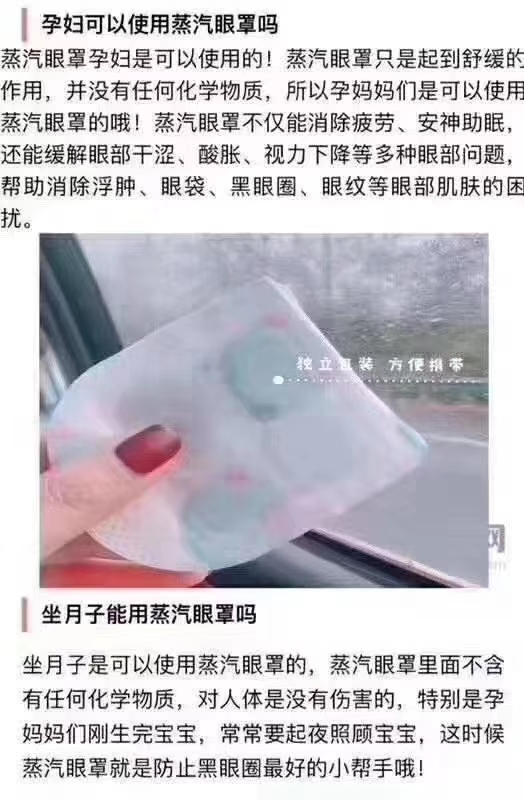 孕妇可以使用蒸汽眼罩吗
蒸汽眼罩孕妇是可以使用的！蒸汽眼罩只是起到舒缓的
作用，并没有任何化学物质，所以孕妈妈们是可以使用
蒸汽眼罩的哦！蒸汽眼罩不仅能消除疲劳、安神助眠，
还能缓解眼部干涩、酸胀、视力下降等多种眼部问题，
帮助消除浮肿、眼袋、黑眼圈、眼纹等眼部肌肤的困
扰。
独立包装 方便携带
网
坐月子能用蒸汽眼罩吗
坐月子是可以使用蒸汽眼罩的，蒸汽眼罩里面不含
有任何化学物质，对人体是没有伤害的，特别是孕
妈妈们刚生完宝宝，常常要起夜照顾宝宝，这时候
蒸汽眼罩就是防止黑眼圈最好的小帮手哦！